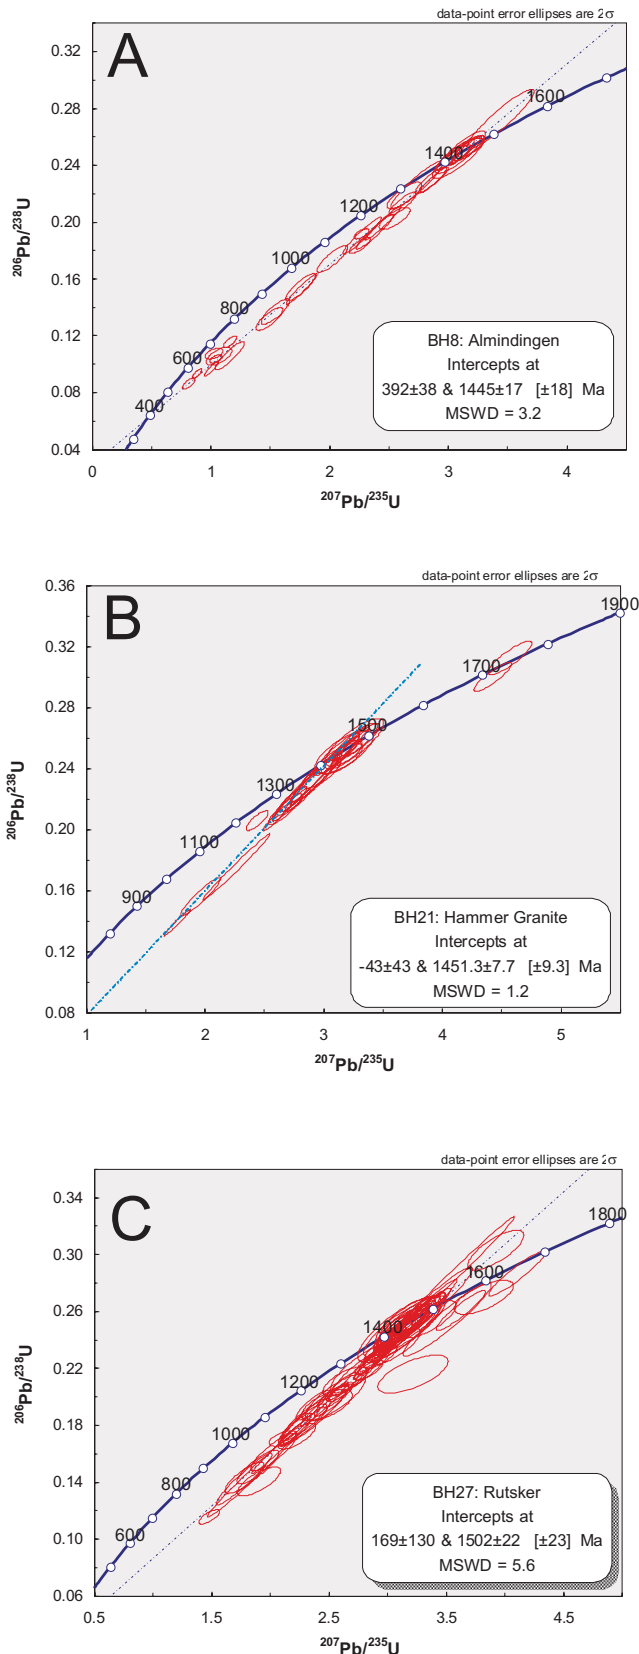 data-point error ellipses are 2σ
A
0.32
0.28
0.24
0.20
0.16
0.12
0.08
0.04
206Pb/238U
1600
1400
1200
1000
800
600
400
BH8: Almindingen
Intercepts at
392±38 & 1445±17 [±18] Ma
MSWD = 3.2
0 1 2 3 4
207Pb/235U
data-point error ellipses are 2σ
B
0.36
0.32
0.28
0.24
0.20
0.16
0.12
0.08
206Pb/238U
1900
1700
1500
1300
1100
900
BH21: Hammer Granite
Intercepts at
-43±43 & 1451.3±7.7 [±9.3] Ma
MSWD = 1.2
1 2 3 4 5
207Pb/235U
data-point error ellipses are 2σ
C
0.34
0.30
0.26
0.22
0.18
0.14
0.10
0.06
206Pb/238U
1800
1600
1400
1200
1000
800
600
BH27: Rutsker
Intercepts at
169±130 & 1502±22 [±23] Ma
MSWD = 5.6
0.5 1.5 2.5 3.5 4.5
207Pb/235U